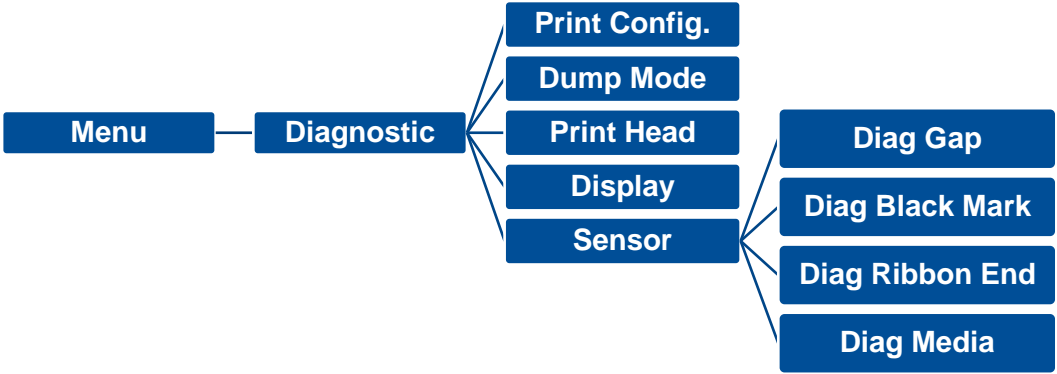 Menu
Diagnostic
Print Config.
Dump Mode
Print Head
Display
Sensor
Diag Gap
Diag Black Mark
Diag Ribbon End
Diag Media